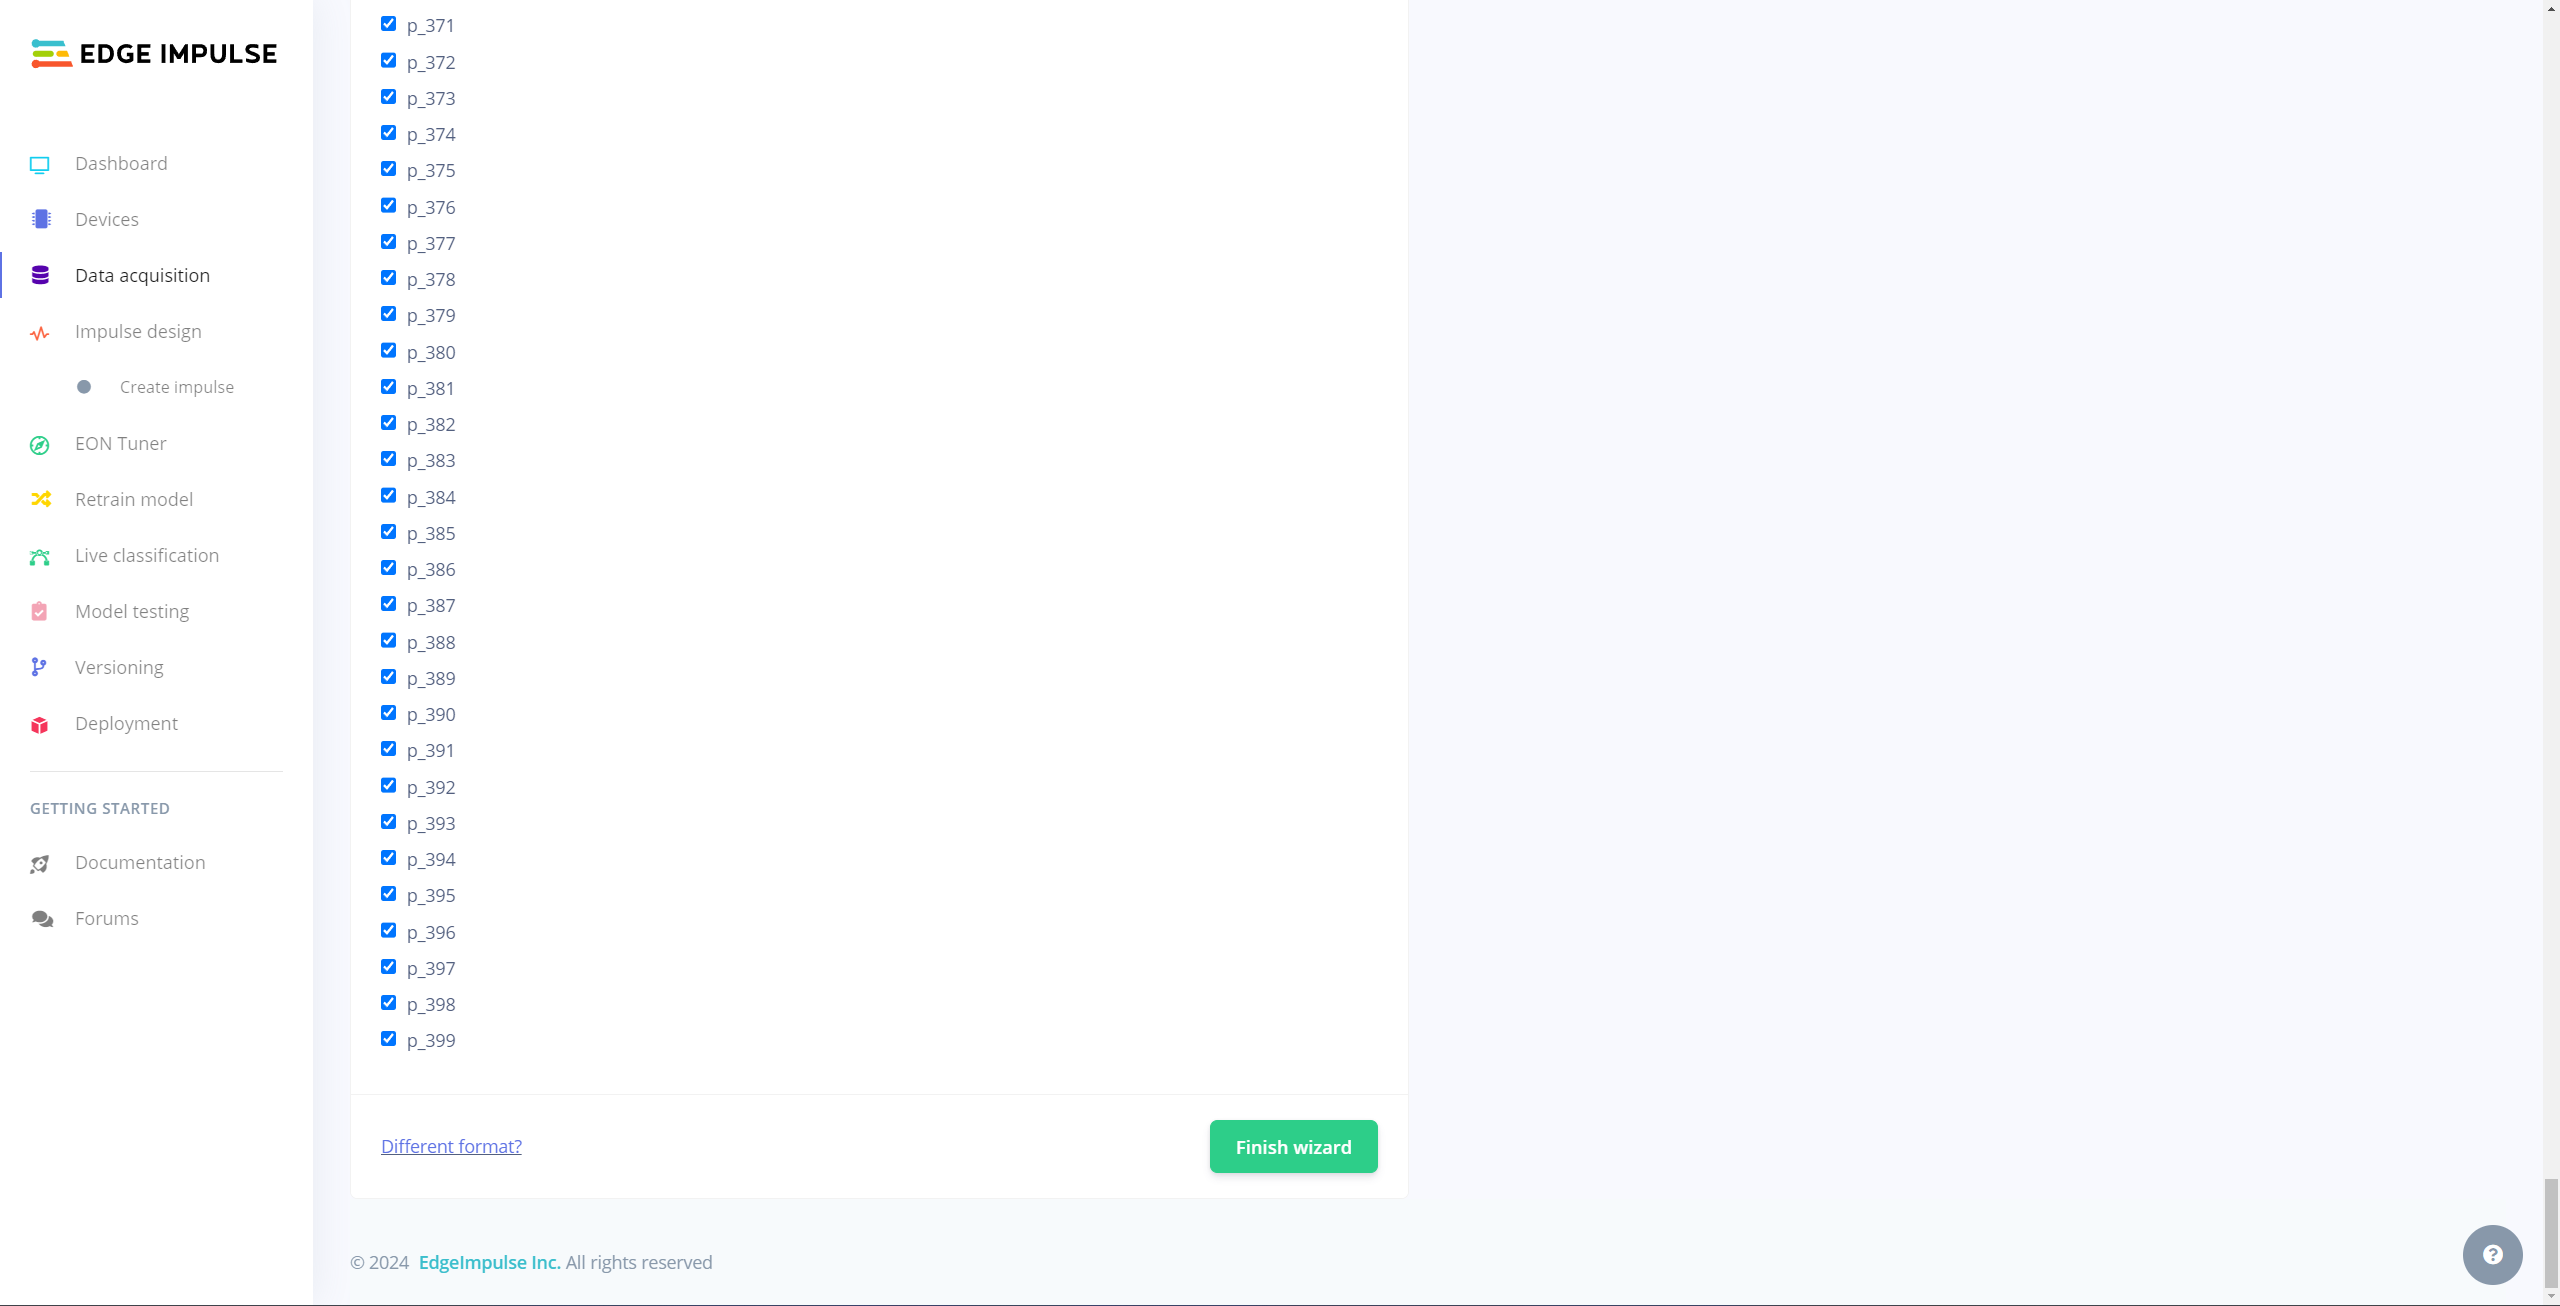 EDGE IMPULSE
Dashboard
Devices
Data acquisition
Impulse design
Create impulse
EON Tuner
Retrain model
Live classification
Model testing
Versioning
Deployment
GETTING STARTED
Documentation
Forums
p_371
p_372
p_373
p_374
p_375
p_376
p_377
p_378
p_379
p_380
p_381
p_382
p_383
p_384
p_385
p_386
p_387
p_388
p_389
p_390
p_391
p_392
p_393
p_394
p_395
p_396
p_397
p_398
p_399
Different format?
Finish wizard
© 2024 EdgeImpulse Inc. All rights reserved
?